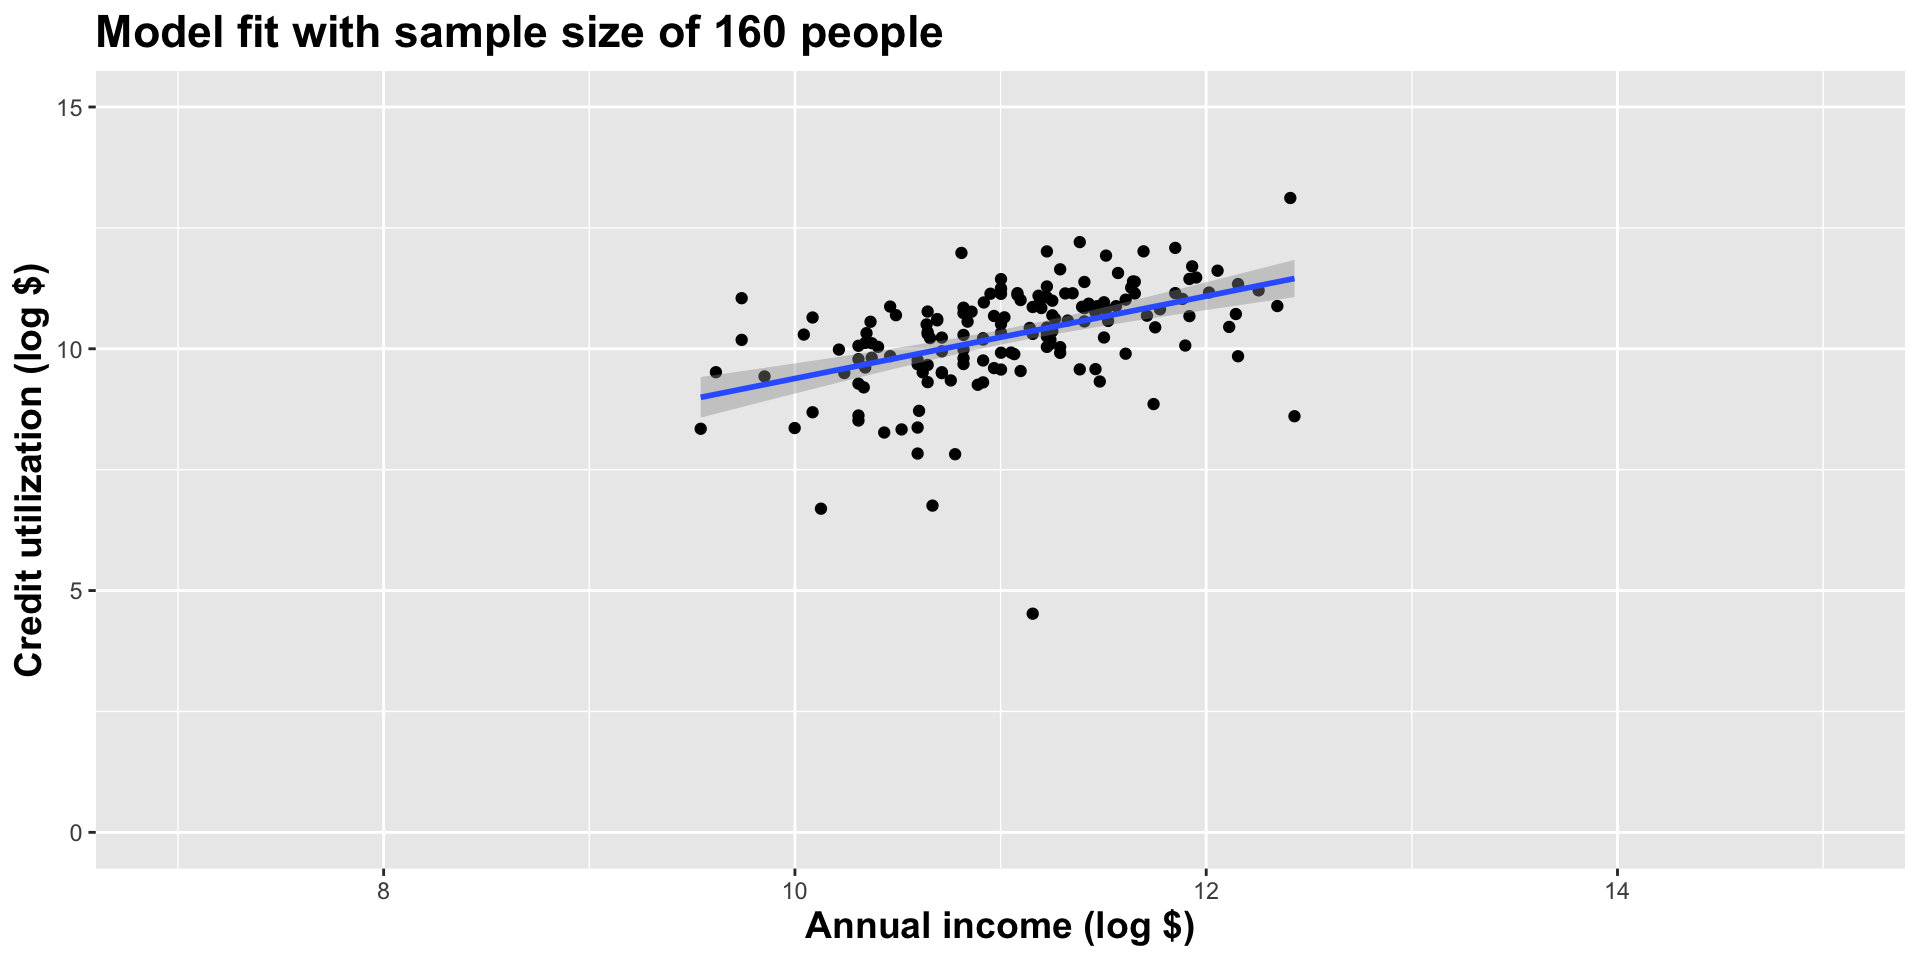 Model fit with sample size of 160 people
15
10
5
0
Credit utilization (log $)
8 10 12 14
Annual income (log $)